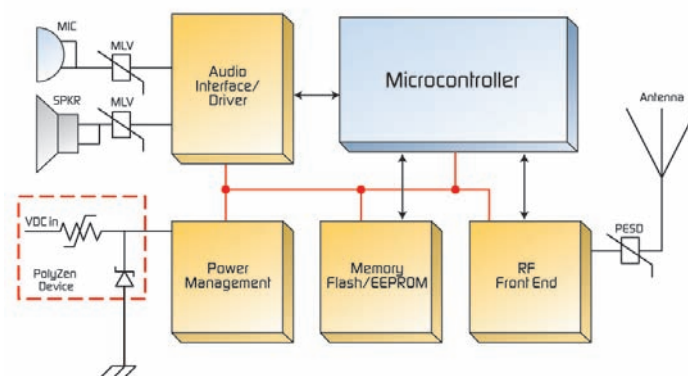 MIC
MLV
SPKR
MLV
Audio
Interface/
Driver
Microcontroller
Antenna
VDC in
PolyZen
Device
Power
Management
Memory
Flash/EEPROM
RF
Front End
PESD